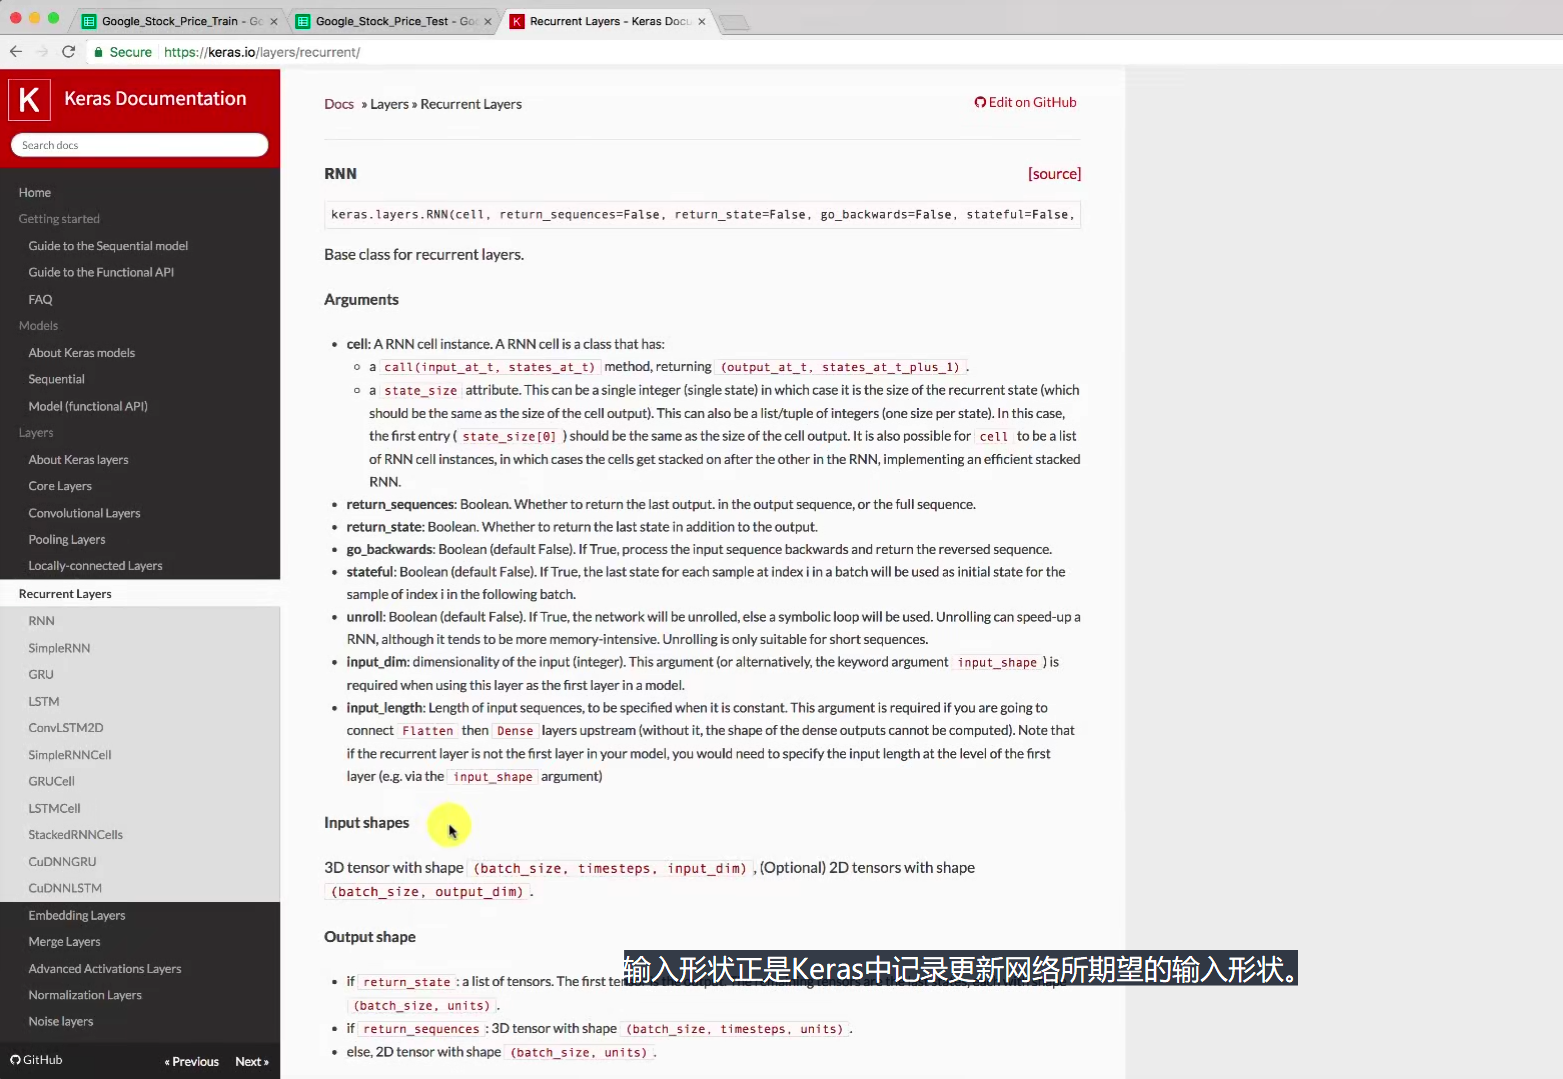 Google_Stock_Price_Train - Go
Google_Stock_Price_Test - Goo
Recurrent Layers - Keras Docu
Secure
https://keras.io/layers/recurrent/
K
Keras Documentation
Search docs
Home
Getting started
Guide to the Sequential model
Guide to the Functional API
FAQ
Models
About Keras models
Sequential
Model (functional API)
Layers
About Keras layers
Core Layers
Convolutional Layers
Pooling Layers
Locally-connected Layers
Recurrent Layers
RNN
SimpleRNN
GRU
LSTM
ConvLSTM2D
SimpleRNNCell
GRUCell
LSTMCell
StackedRNNCells
CuDNNGRU
CuDNNLSTM
Embedding Layers
Merge Layers
Advanced Activations Layers
Normalization Layers
Noise layers
GitHub
« Previous
Next »
Docs » Layers » Recurrent Layers
Edit on GitHub
RNN
[source]
keras.layers.RNN(cell, return_sequences=False, return_state=False, go_backwards=False, stateful=False,
Base class for recurrent layers.
Arguments
• cell: A RNN cell instance. A RNN cell is a class that has:
a call(input_at_t, states_at_t) method, returning (output_at_t, states_at_t_plus_1) .
a state_size attribute. This can be a single integer (single state) in which case it is the size of the recurrent state (which
should be the same as the size of the cell output). This can also be a list/tuple of integers (one size per state). In this case,
the first entry ( state_size[0] ) should be the same as the size of the cell output. It is also possible for cell to be a list
of RNN cell instances, in which cases the cells get stacked on after the other in the RNN, implementing an efficient stacked
RNN.
• return_sequences: Boolean. Whether to return the last output. in the output sequence, or the full sequence.
• return_state: Boolean. Whether to return the last state in addition to the output.
• go_backwards: Boolean (default False). If True, process the input sequence backwards and return the reversed sequence.
• stateful: Boolean (default False). If True, the last state for each sample at index i in a batch will be used as initial state for the
sample of index i in the following batch.
• unroll: Boolean (default False). If True, the network will be unrolled, else a symbolic loop will be used. Unrolling can speed-up a
RNN, although it tends to be more memory-intensive. Unrolling is only suitable for short sequences.
• input_dim: dimensionality of the input (integer). This argument (or alternatively, the keyword argument input_shape ) is
required when using this layer as the first layer in a model.
• input_length: Length of input sequences, to be specified when it is constant. This argument is required if you are going to
connect Flatten then Dense layers upstream (without it, the shape of the dense outputs cannot be computed). Note that
if the recurrent layer is not the first layer in your model, you would need to specify the input length at the level of the first
layer (e.g. via the input_shape argument)
Input shapes
3D tensor with shape (batch_size, timesteps, input_dim) , (Optional) 2D tensors with shape
(batch_size, output_dim) .
Output shape
输入形状正是Keras中记录更新网络所期望的输入形状。
• if return_state : a list of tensors. The first
(batch_size, units) .
• if return_sequences : 3D tensor with shape (batch_size, timesteps, units) .
• else, 2D tensor with shape (batch_size, units) .